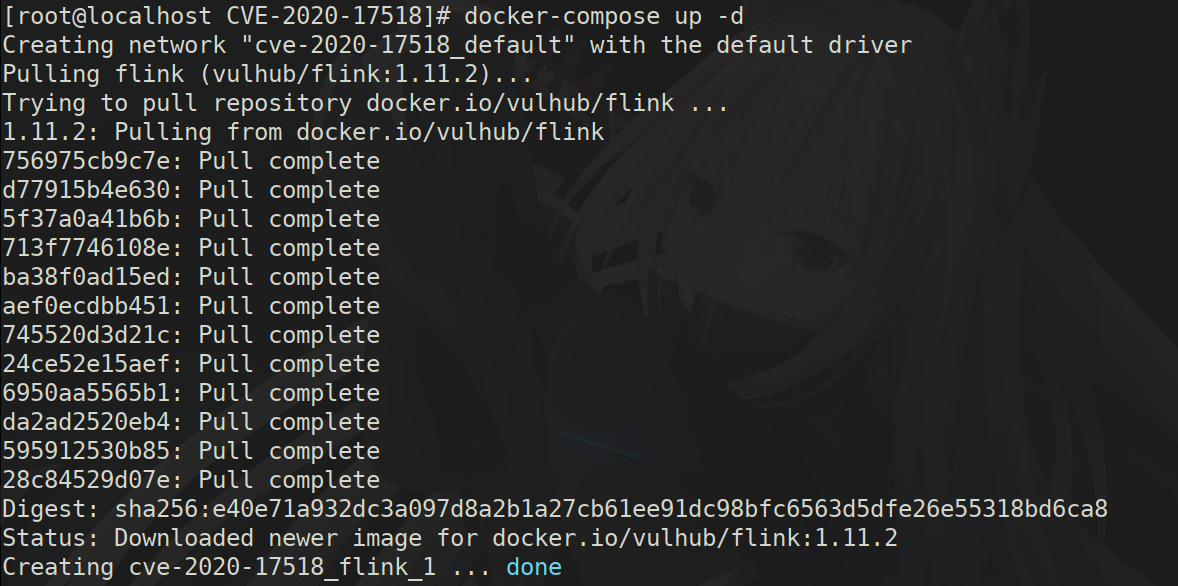 [root@localhost CVE-2020-17518]# docker-compose up -d
Creating network "cve-2020-17518_default" with the default driver
Pulling flink (vulhub/flink:1.11.2)...
Trying to pull repository docker.io/vulhub/flink ...
1.11.2: Pulling from docker.io/vulhub/flink
756975cb9c7e: Pull complete
d77915b4e630: Pull complete
5f37a0a41b6b: Pull complete
713f7746108e: Pull complete
ba38f0ad15ed: Pull complete
aef0ecdbb451: Pull complete
745520d3d21c: Pull complete
24ce52e15aef: Pull complete
6950aa5565b1: Pull complete
da2ad2520eb4: Pull complete
595912530b85: Pull complete
28c84529d07e: Pull complete
Digest: sha256:e40e71a932dc3a097d8a2b1a27cb61ee91dc98bfc6563d5dfe26e55318bd6ca8
Status: Downloaded newer image for docker.io/vulhub/flink:1.11.2
Creating cve-2020-17518_flink_1 ... done